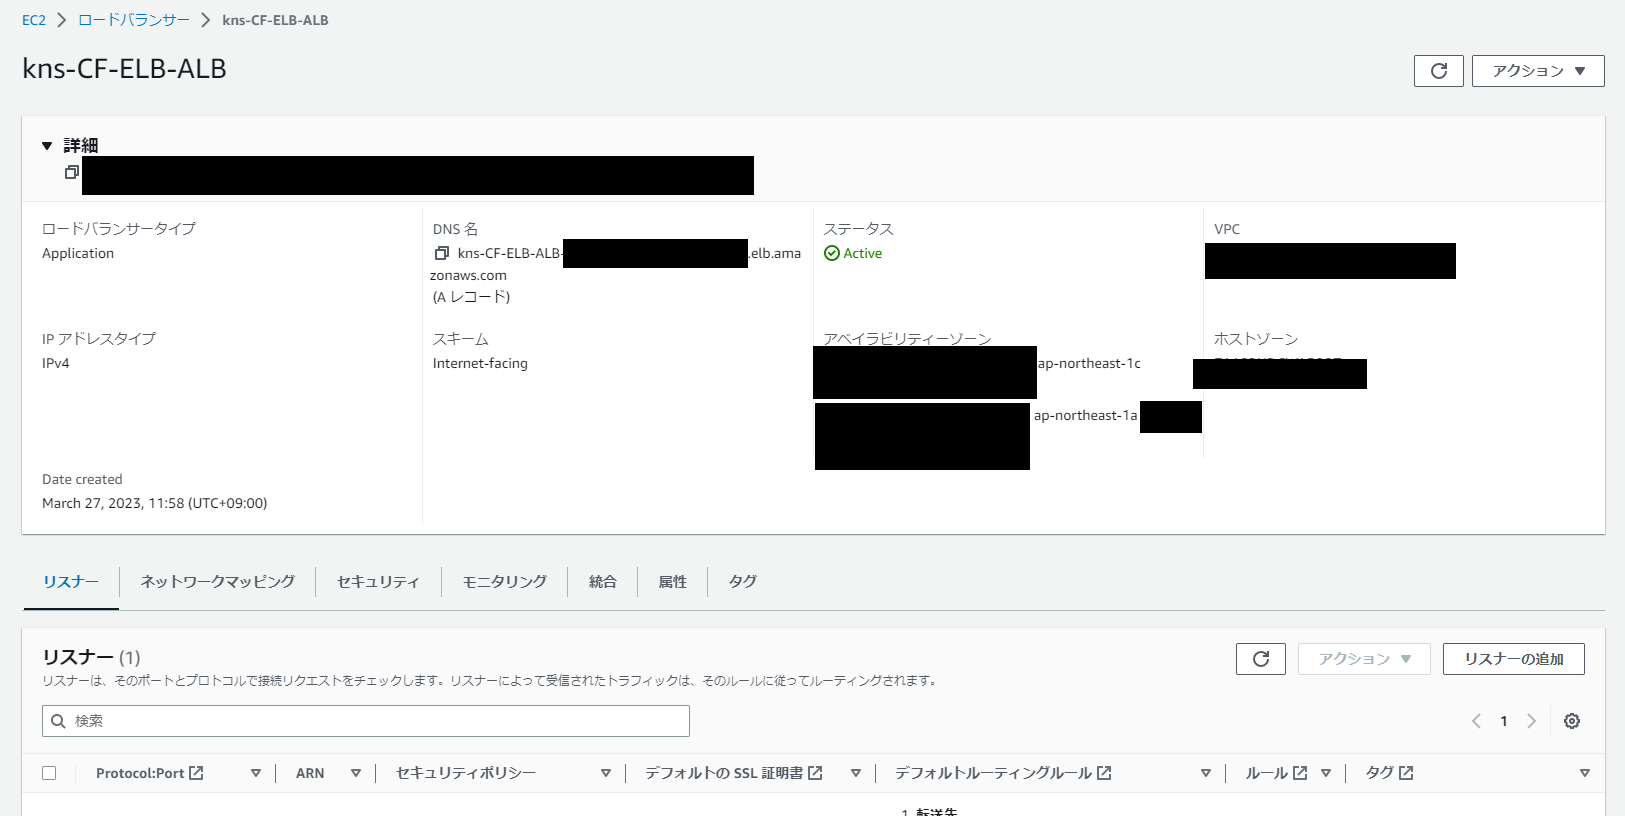 EC2 > ロードバランサー > kns-CF-ELB-ALB
kns-CF-ELB-ALB
アクション
詳細
ロードバランサータイプ
Application
DNS 名
kns-CF-ELB-ALB-
.elb.ama
zonaws.com
(A レコード)
ステータス
Active
VPC
IP アドレスタイプ
IPv4
スキーム
Internet-facing
アベイラビリティーゾーン
ap-northeast-1c
ap-northeast-1a
ホストゾーン
Date created
March 27, 2023, 11:58 (UTC+09:00)
リスナー
ネットワークマッピング
セキュリティ
モニタリング
統合
属性
タグ
リスナー (1)
アクション
リスナーの追加
リスナーは、そのポートとプロトコルで接続リクエストをチェックします。リスナーによって受信されたトラフィックは、そのルールに従ってルーティングされます。
検索
1
Protocol:Port
ARN
セキュリティポリシー
デフォルトの SSL 証明書
デフォルトルーティングルール
ルール
タグ
1. 転送先